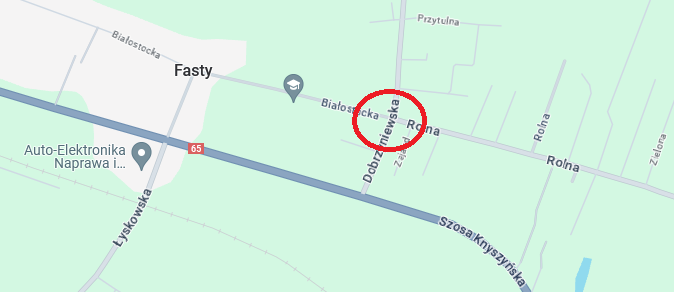 Przytulna
Białostocka
Fasty
Białostocka
Rolna
Dobrzyniewska
Rolna
Rolna
Zielona
65
Auto-Elektronika
Naprawa i...
Łyskowska
Szosa Knyszyńska